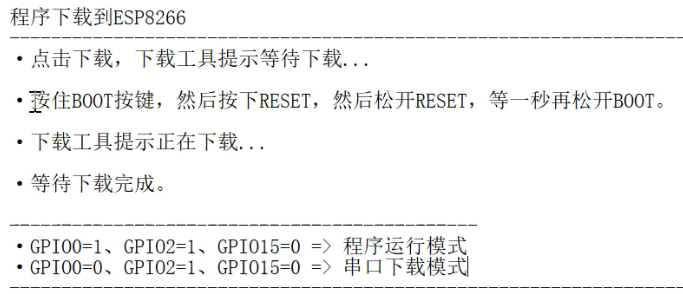 程序下载到ESP8266
------------------------------------------------------------------
•点击下载，下载工具提示等待下载...
•按住BOOT按键，然后按下RESET，然后松开RESET，等一秒再松开BOOT。
•下载工具提示正在下载...
•等待下载完成。
----------------------------------------------
•GPIO0=1、GPIO2=1、GPIO15=0 => 程序运行模式
•GPIO0=0、GPIO2=1、GPIO15=0 => 串口下载模式
------------------------------------------------------------------